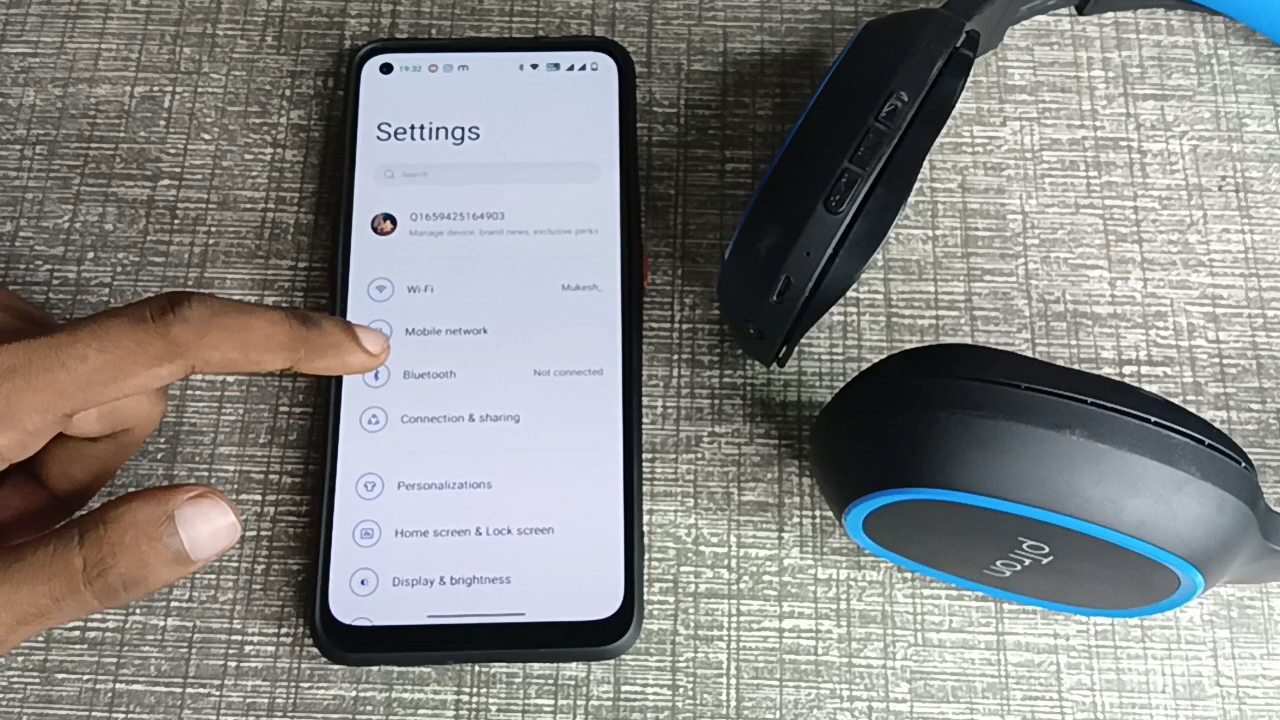 19:32
Settings
Search
Q1659425164903
Manage device, brand news, exclusive perks
Wi-Fi Mukesh_
Mobile network
Bluetooth Not connected
Connection & sharing
Personalizations
Home screen & Lock screen
Display & brightness
pTron